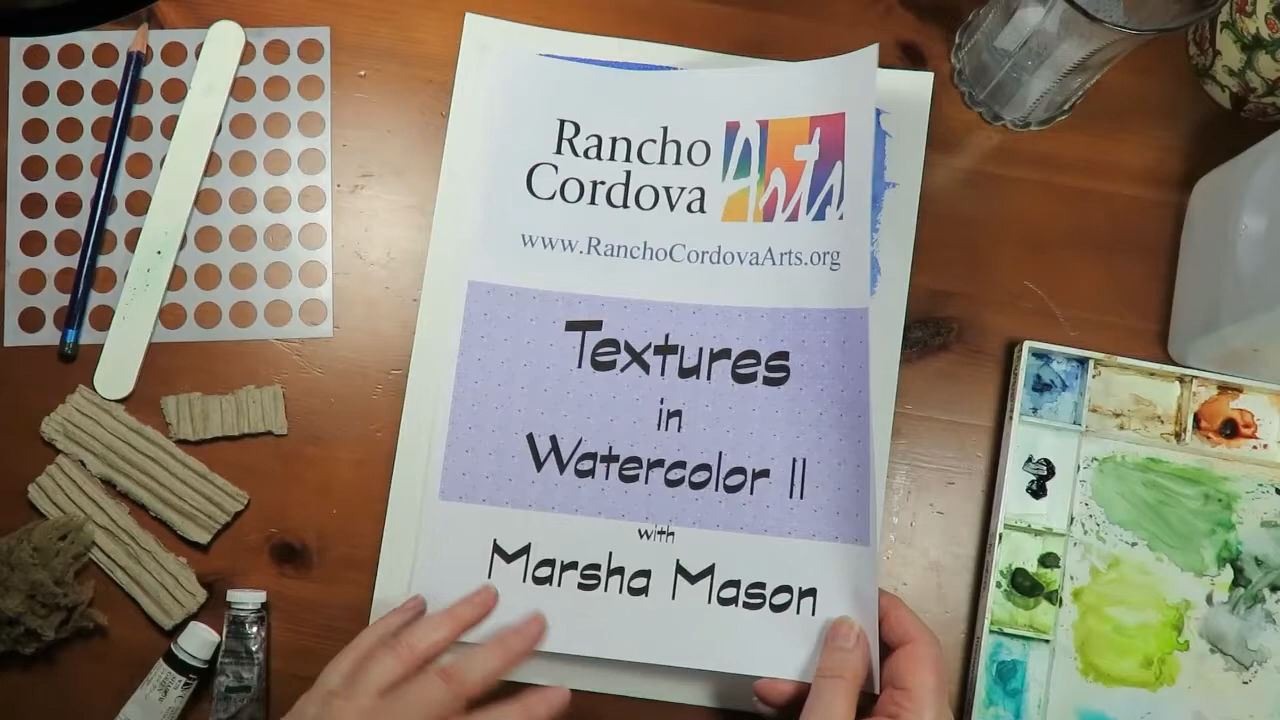 Rancho
Cordova
Arts
www.RanchoCordovaArts.org
Textures
in
Watercolor II
with
Marsha Mason